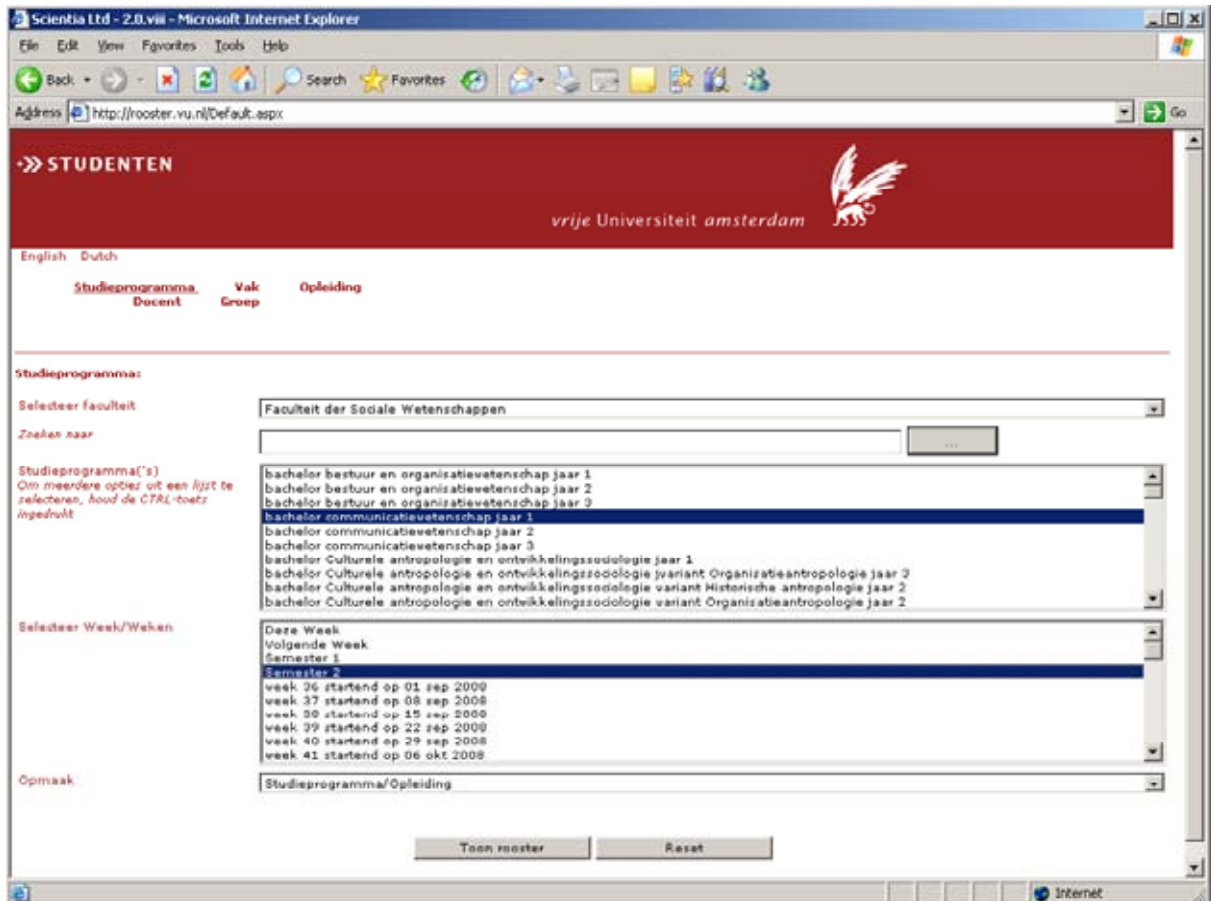 Scientia Ltd - 2.0.viii - Microsoft Internet Explorer
File Edit View Favorites Tools Help
Back Search Favorites
Address http://rooster.vu.nl/Default.aspx Go
STUDENTEN
vrije Universiteit amsterdam
English Dutch
Studieprogramma Vak Opleiding
Docent Groep
Studieprogramma:
Selecteer faculteit Faculteit der Sociale Wetenschappen
Zoeken naar ...
Studieprogramma('s)
Om meerdere opties uit een lijst te
selecteren, houd de CTRL-toets
ingedrukt
bachelor bestuur en organisatiewetenschap jaar 1
bachelor bestuur en organisatiewetenschap jaar 2
bachelor bestuur en organisatiewetenschap jaar 3
bachelor communicatiewetenschap jaar 1
bachelor communicatiewetenschap jaar 2
bachelor communicatiewetenschap jaar 3
bachelor Culturele antropologie en ontwikkelingssociologie jaar 1
bachelor Culturele antropologie en ontwikkelingssociologie jvariant Organisatieantropologie jaar 3
bachelor Culturele antropologie en ontwikkelingssociologie variant Historische antropologie jaar 2
bachelor Culturele antropologie en ontwikkelingssociologie variant Organisatieantropologie jaar 2
Selecteer Week/Weken
Deze Week
Volgende Week
Semester 1
Semester 2
week 36 startend op 01 sep 2008
week 37 startend op 08 sep 2008
week 38 startend op 15 sep 2008
week 39 startend op 22 sep 2008
week 40 startend op 29 sep 2008
week 41 startend op 06 okt 2008
Opmaak Studieprogramma/Opleiding
Toon rooster Reset
Internet